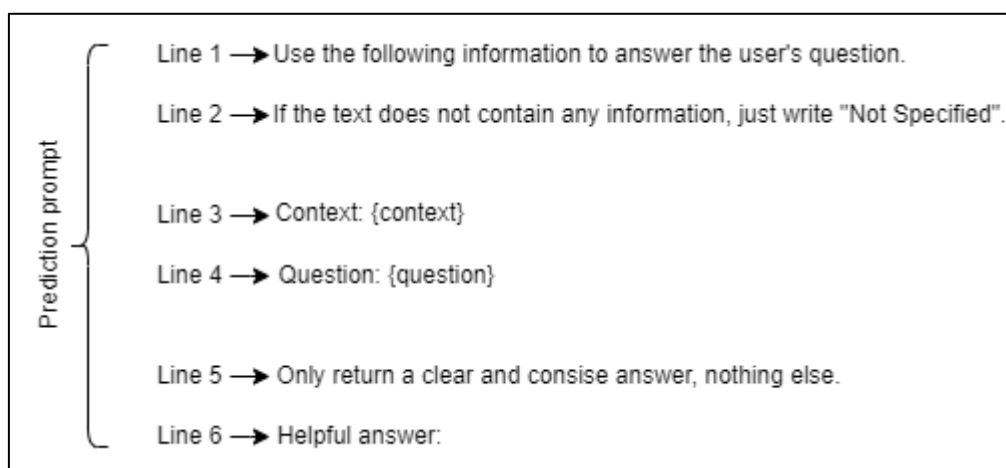 Prediction prompt
Line 1 Use the following information to answer the user's question.
Line 2 If the text does not contain any information, just write "Not Specified".
Line 3 Context: {context}
Line 4 Question: {question}
Line 5 Only return a clear and consise answer, nothing else.
Line 6 Helpful answer: